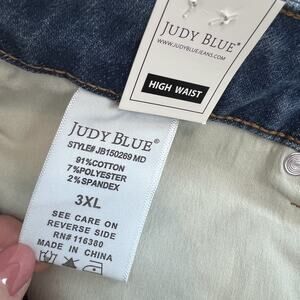 JUDY BLUE®
WWW.JUDYBLUEJEANS.COM
HIGH WAIST
JUDY BLUE®
STYLE# JB150269 MD
91%COTTON
7%POLYESTER
2%SPANDEX
3XL
SEE CARE ON
REVERSE SIDE
RN# 116380
MADE IN CHINA